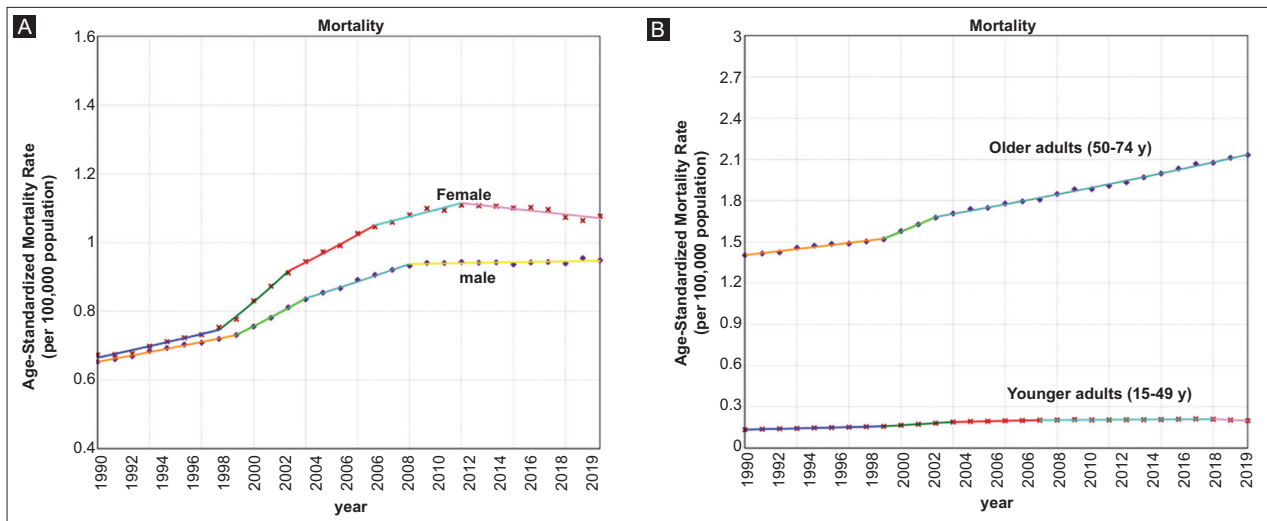 A
Mortality
1.6
1.4
1.2
1
0.8
0.6
0.4
Age-Standardized Mortality Rate
(per 100,000 population)
Female
male
1990 1992 1994 1996 1998 2000 2002 2004 2006 2006 2008 2010 2012 2014 2016 2018 2019
year
B
Mortality
3
2.7
2.4
2.1
1.8
1.5
1.2
0.9
0.6
0.3
0
Age-Standardized Mortality Rate
(per 100,000 population)
Older adults (50-74 y)
Younger adults (15-49 y)
1990 1992 1994 1996 1998 2000 2002 2004 2006 2006 2008 2010 2012 2014 2016 2018 2019
year